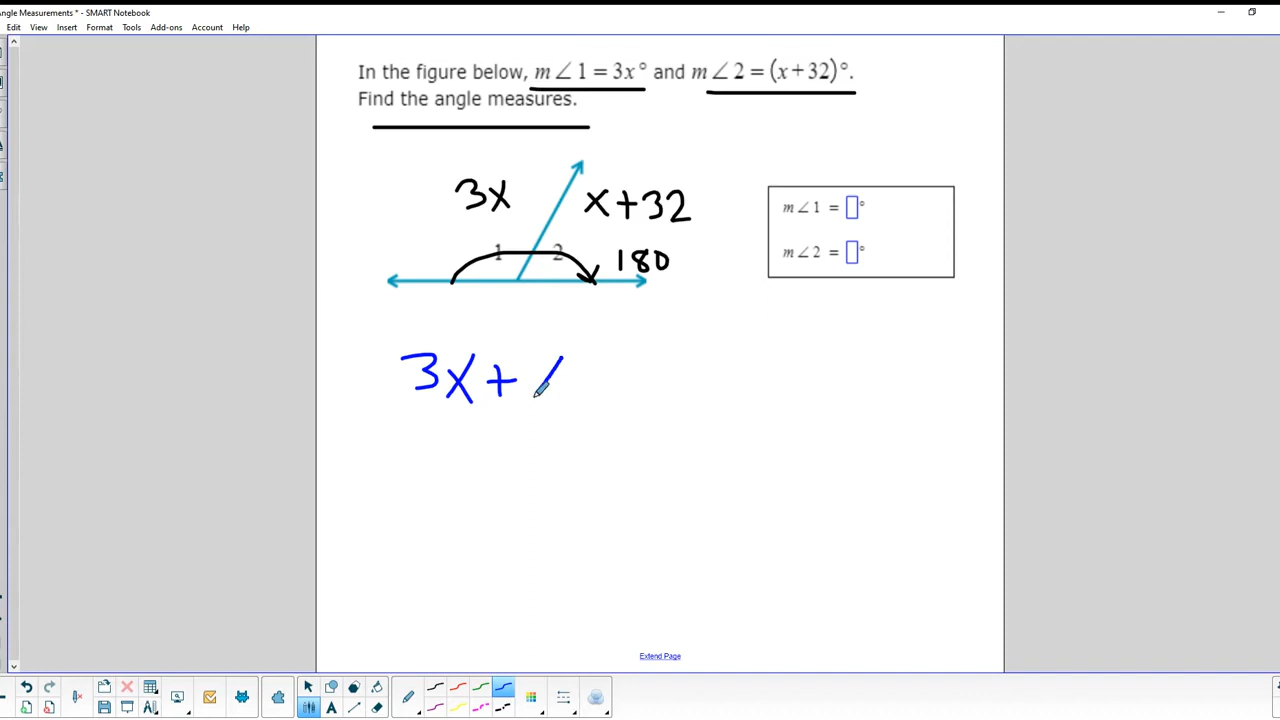 Angle Measurements * - SMART Notebook
Edit View Insert Format Tools Add-ons Account Help
In the figure below, m∠1 = 3x° and m∠2 = (x+32)°.
Find the angle measures.
3x x+32
1 2 180
m∠1 = °
m∠2 = °
3x +
Extend Page
A